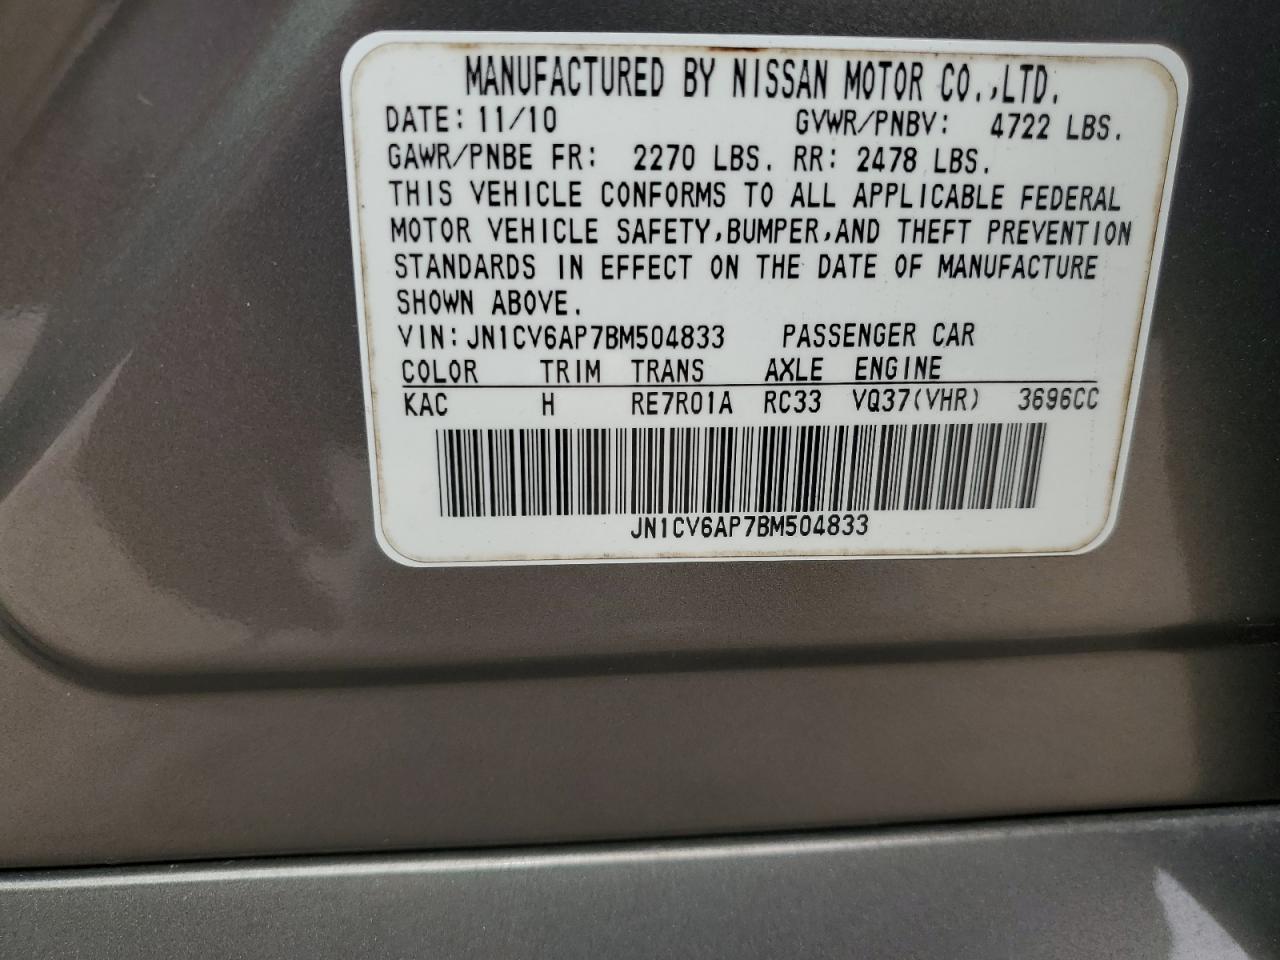 MANUFACTURED BY NISSAN MOTOR CO.,LTD.
DATE: 11/10 GVWR/PNBV: 4722 LBS.
GAWR/PNBE FR: 2270 LBS. RR: 2478 LBS.
THIS VEHICLE CONFORMS TO ALL APPLICABLE FEDERAL
MOTOR VEHICLE SAFETY,BUMPER,AND THEFT PREVENTION
STANDARDS IN EFFECT ON THE DATE OF MANUFACTURE
SHOWN ABOVE.
VIN:JN1CV6AP7BM504833 PASSENGER CAR
COLOR TRIM TRANS AXLE ENGINE
KAC H RE7R01A RC33 VQ37(VHR) 3696CC
JN1CV6AP7BM504833